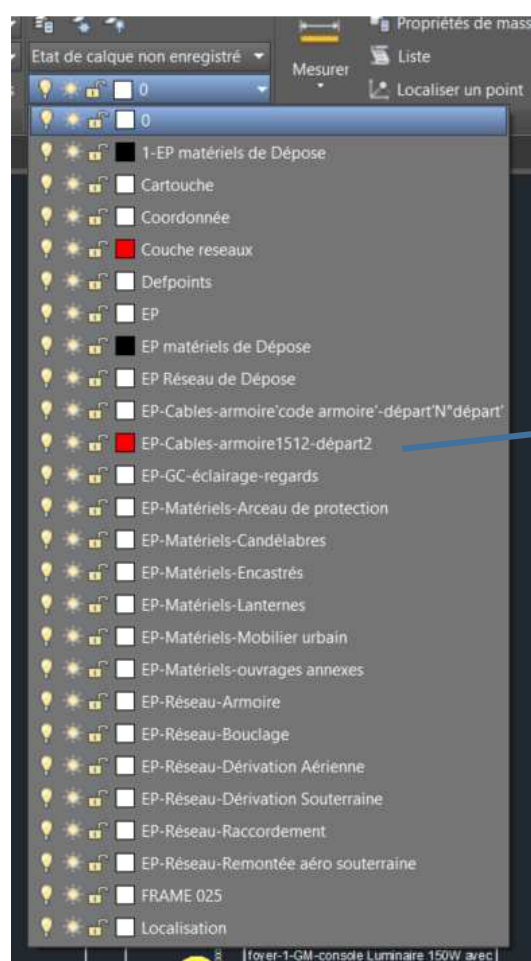 Propriétés de mass
Etat de calque non enregistré
Mesurer
Liste
0
Localiser un point
0
1-EP matériels de Dépose
Cartouche
Coordonnée
Couche reseaux
Defpoints
EP
EP matériels de Dépose
EP Réseau de Dépose
EP-Cables-armoire'code armoire'-départ'N°départ'
EP-Cables-armoire1512-départ2
EP-GC-éclairage-regards
EP-Matériels-Arceau de protection
EP-Matériels-Candélabres
EP-Matériels-Encastrés
EP-Matériels-Lanternes
EP-Matériels-Mobilier urbain
EP-Matériels-ouvrages annexes
EP-Réseau-Armoire
EP-Réseau-Bouclage
EP-Réseau-Dérivation Aérienne
EP-Réseau-Dérivation Souterraine
EP-Réseau-Raccordement
EP-Réseau-Remontée aéro souterraine
FRAME 025
Localisation
foyer-1-GM-console Luminaire 150W avec